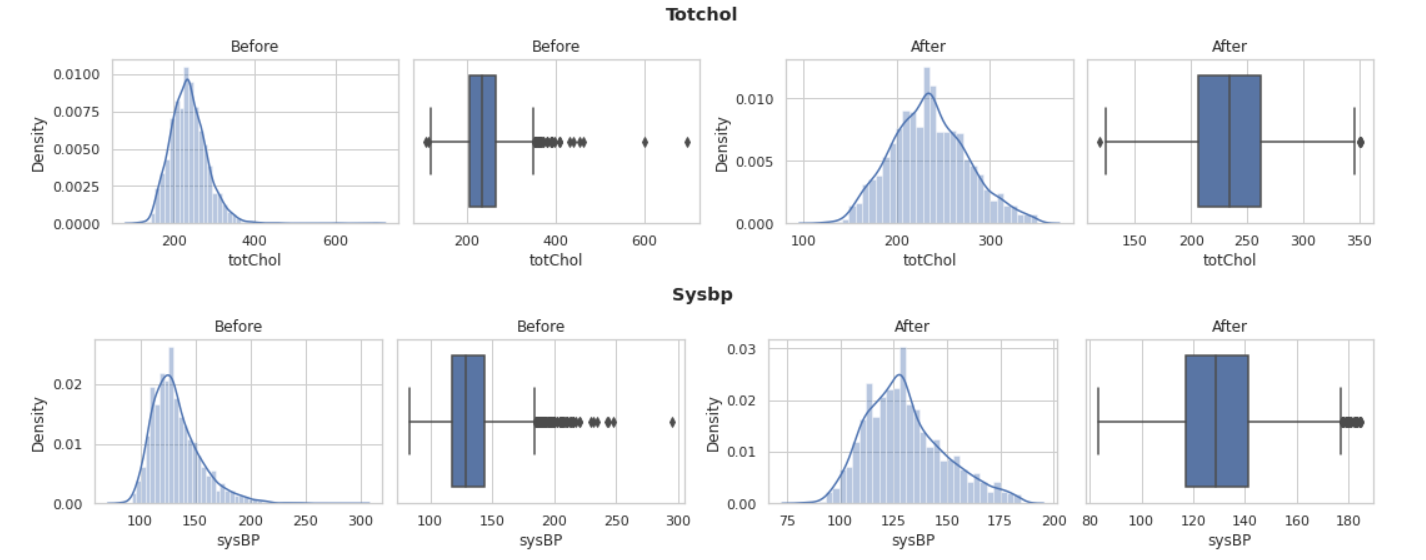 Totchol
Before Before After After
0.0100
0.0075
0.0050
0.0025
0.0000
Density
200 400 600
totChol
200 400 600
totChol
0.010
0.005
0.000
Density
100 200 300
totChol
150 200 250 300 350
totChol
Sysbp
Before Before After After
0.02
0.01
0.00
Density
100 150 200 250 300
sysBP
100 150 200 250 300
sysBP
0.03
0.02
0.01
0.00
Density
75 100 125 150 175 200
sysBP
80 100 120 140 160 180
sysBP